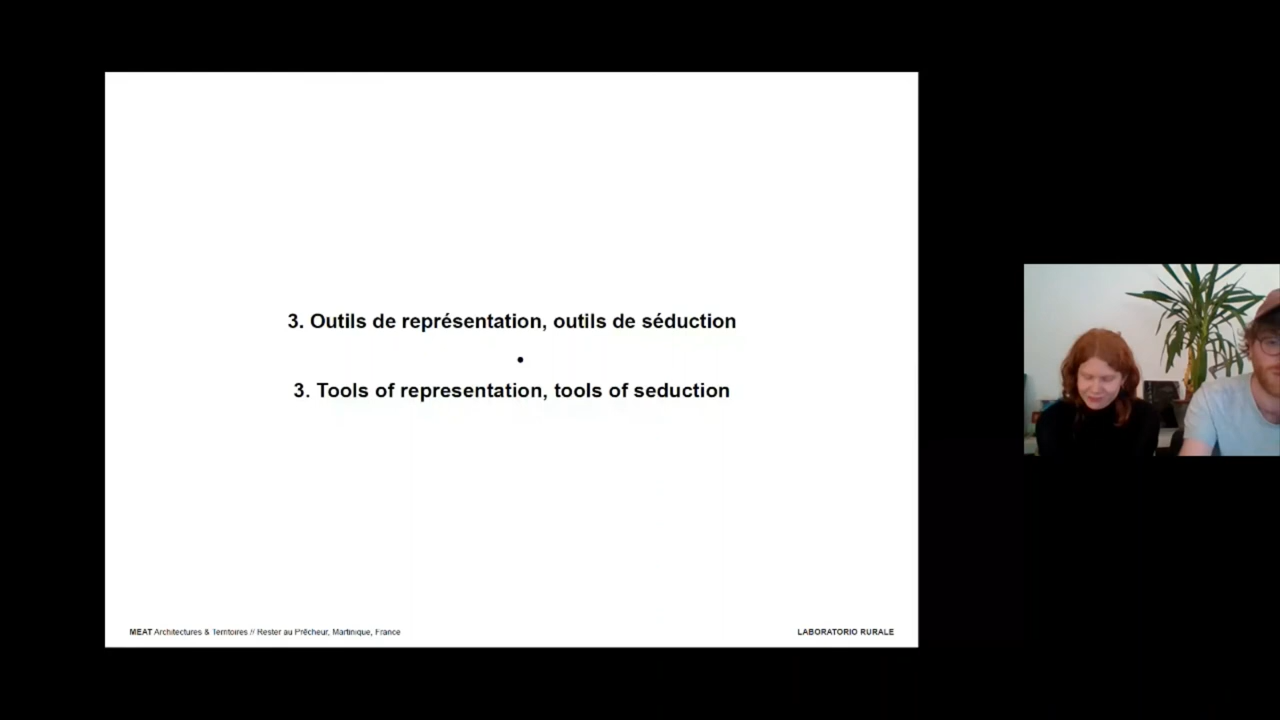 3. Outils de représentation, outils de séduction
•
3. Tools of representation, tools of seduction
MEAT Architectures & Territoires // Rester au Prêcheur, Martinique, France
LABORATORIO RURALE